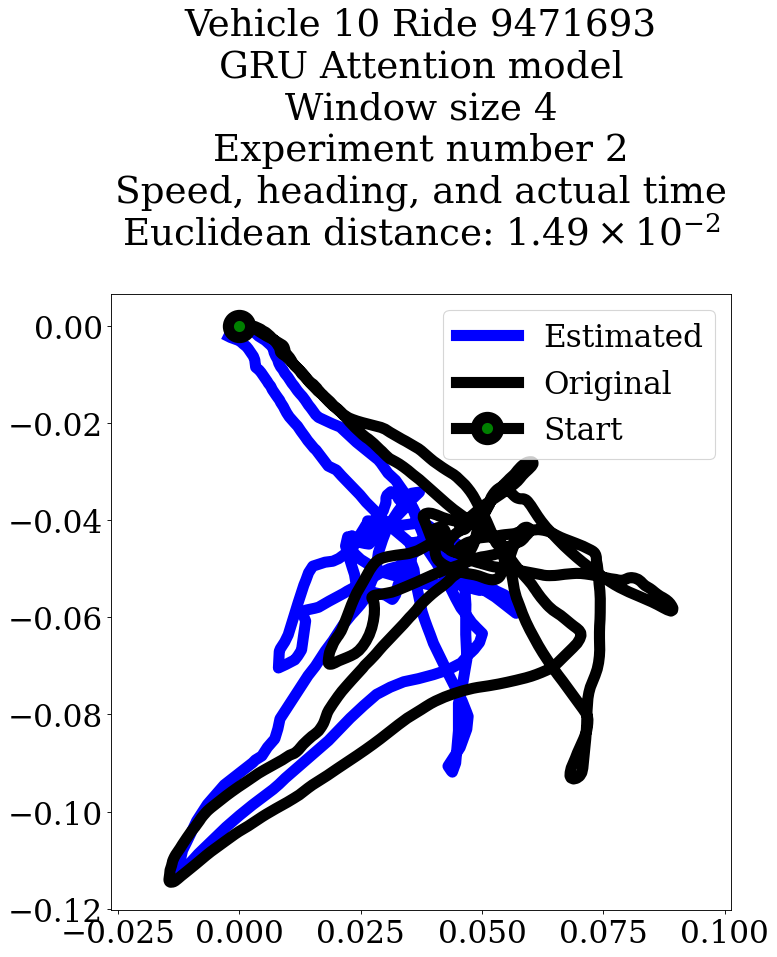 Vehicle 10 Ride 9471693
GRU Attention model
Window size 4
Experiment number 2
Speed, heading, and actual time
Euclidean distance: 1.49 × 10⁻²
Estimated
Original
Start
0.00
−0.02
−0.04
−0.06
−0.08
−0.10
−0.12
−0.025 0.000 0.025 0.050 0.075 0.100